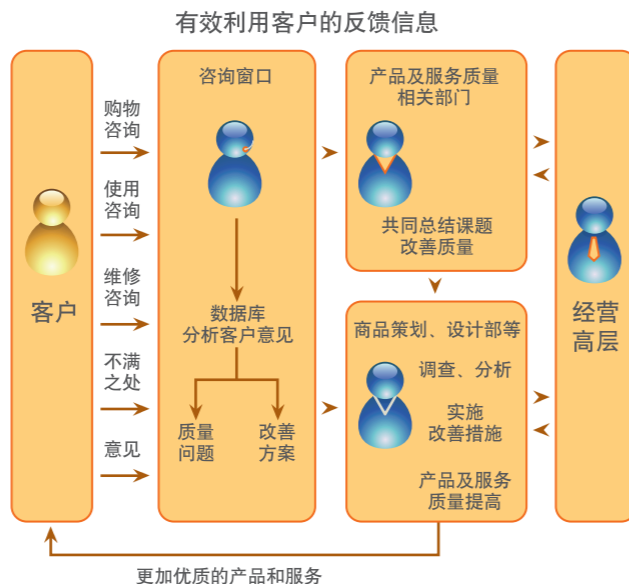 有效利用客户的反馈信息
客户
购物
咨询
使用
咨询
维修
咨询
不满
之处
意见
咨询窗口
数据库
分析客户意见
质量
问题
改善
方案
产品及服务质量
相关部门
共同总结课题
改善质量
商品策划、设计部等
调查、分析
实施
改善措施
产品及服务
质量提高
经营
高层
更加优质的产品和服务